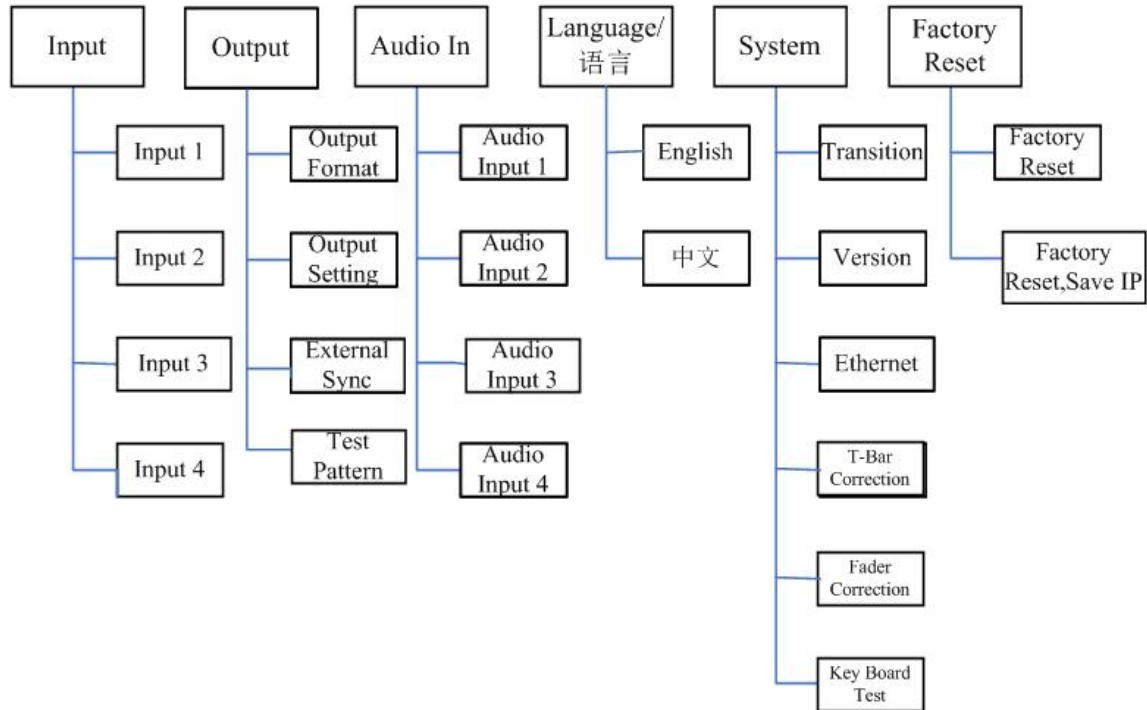 Input
Input 1
Input 2
Input 3
Input 4
Output
Output
Format
Output
Setting
External
Sync
Test
Pattern
Audio In
Audio
Input 1
Audio
Input 2
Audio
Input 3
Audio
Input 4
Language/
语言
English
中文
System
Transition
Version
Ethernet
T-Bar
Correction
Fader
Correction
Key Board
Test
Factory
Reset
Factory
Reset
Factory
Reset,Save IP